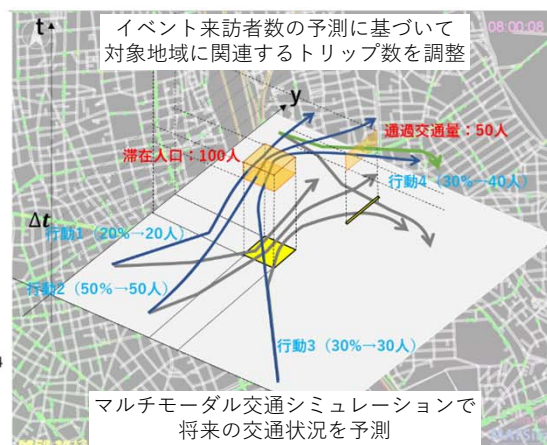 イベント来訪者数の予測に基づいて
対象地域に関連するトリップ数を調整
08:00:08
t
y
通過交通量：50人
滞在人口：100人
行動4（30%→40人）
Δt
行動1（20%→20人）
行動2（50%→50人）
行動3（30%→30人）
マルチモーダル交通シミュレーションで
将来の交通状況を予測